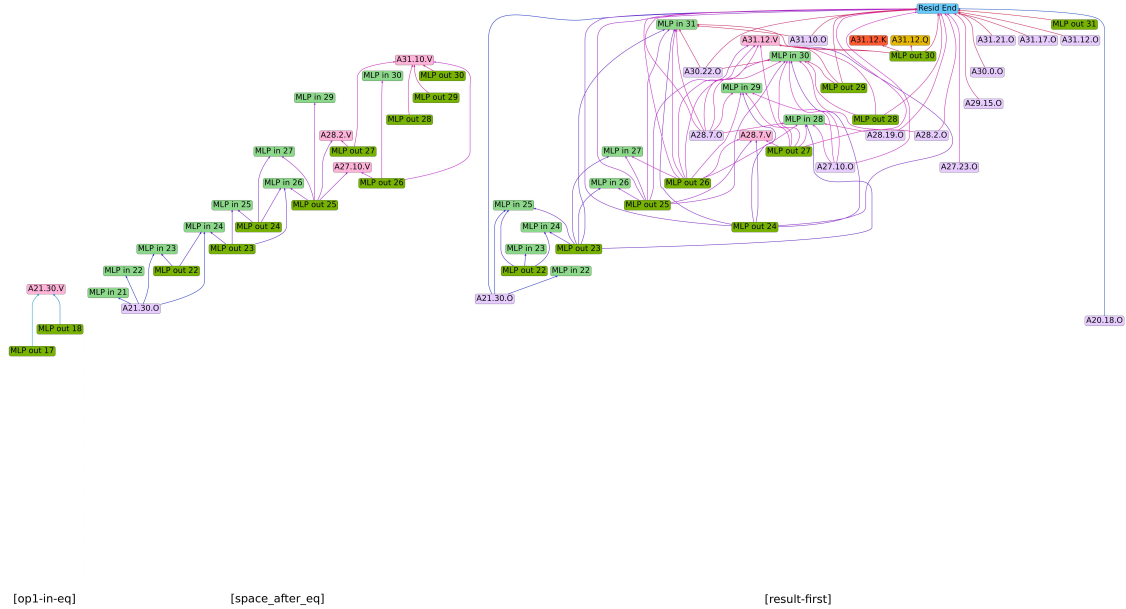 Resid End
MLP in 31
MLP out 31
A31.12.V
A31.10.O
A31.12.K
A31.12.Q
A31.21.O
A31.17.O
A31.12.O
A31.10.V
MLP in 30
MLP out 30
MLP in 30
MLP out 30
A30.22.O
A30.0.O
MLP in 29
MLP out 29
MLP in 29
MLP out 29
A29.15.O
MLP out 28
MLP in 28
MLP out 28
A28.2.V
A28.7.O
A28.7.V
A28.19.O
A28.2.O
MLP in 27
MLP out 27
MLP in 27
MLP out 27
A27.10.V
A27.10.O
A27.23.O
MLP in 26
MLP out 26
MLP in 26
MLP out 26
MLP in 25
MLP out 25
MLP in 25
MLP out 25
MLP in 24
MLP out 24
MLP in 24
MLP out 24
MLP in 23
MLP out 23
MLP in 23
MLP out 23
MLP in 22
MLP out 22
MLP out 22
MLP in 22
A21.30.V
MLP in 21
A21.30.O
A21.30.O
A20.18.O
MLP out 18
MLP out 17
[op1-in-eq]
[space_after_eq]
[result-first]